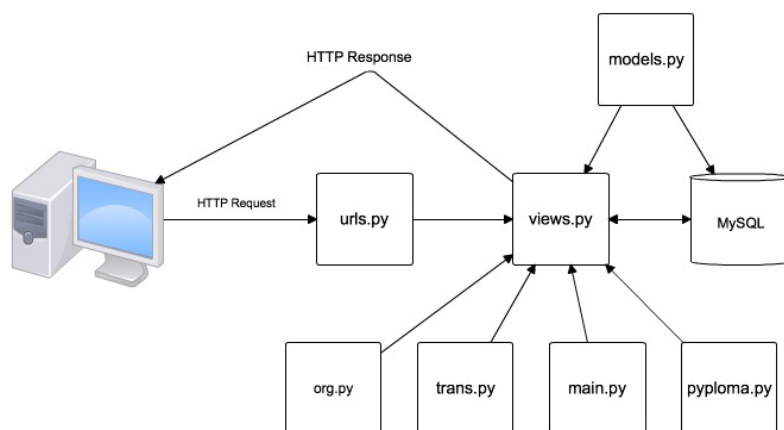 HTTP Response
models.py
HTTP Request
urls.py
views.py
MySQL
org.py
trans.py
main.py
pyploma.py